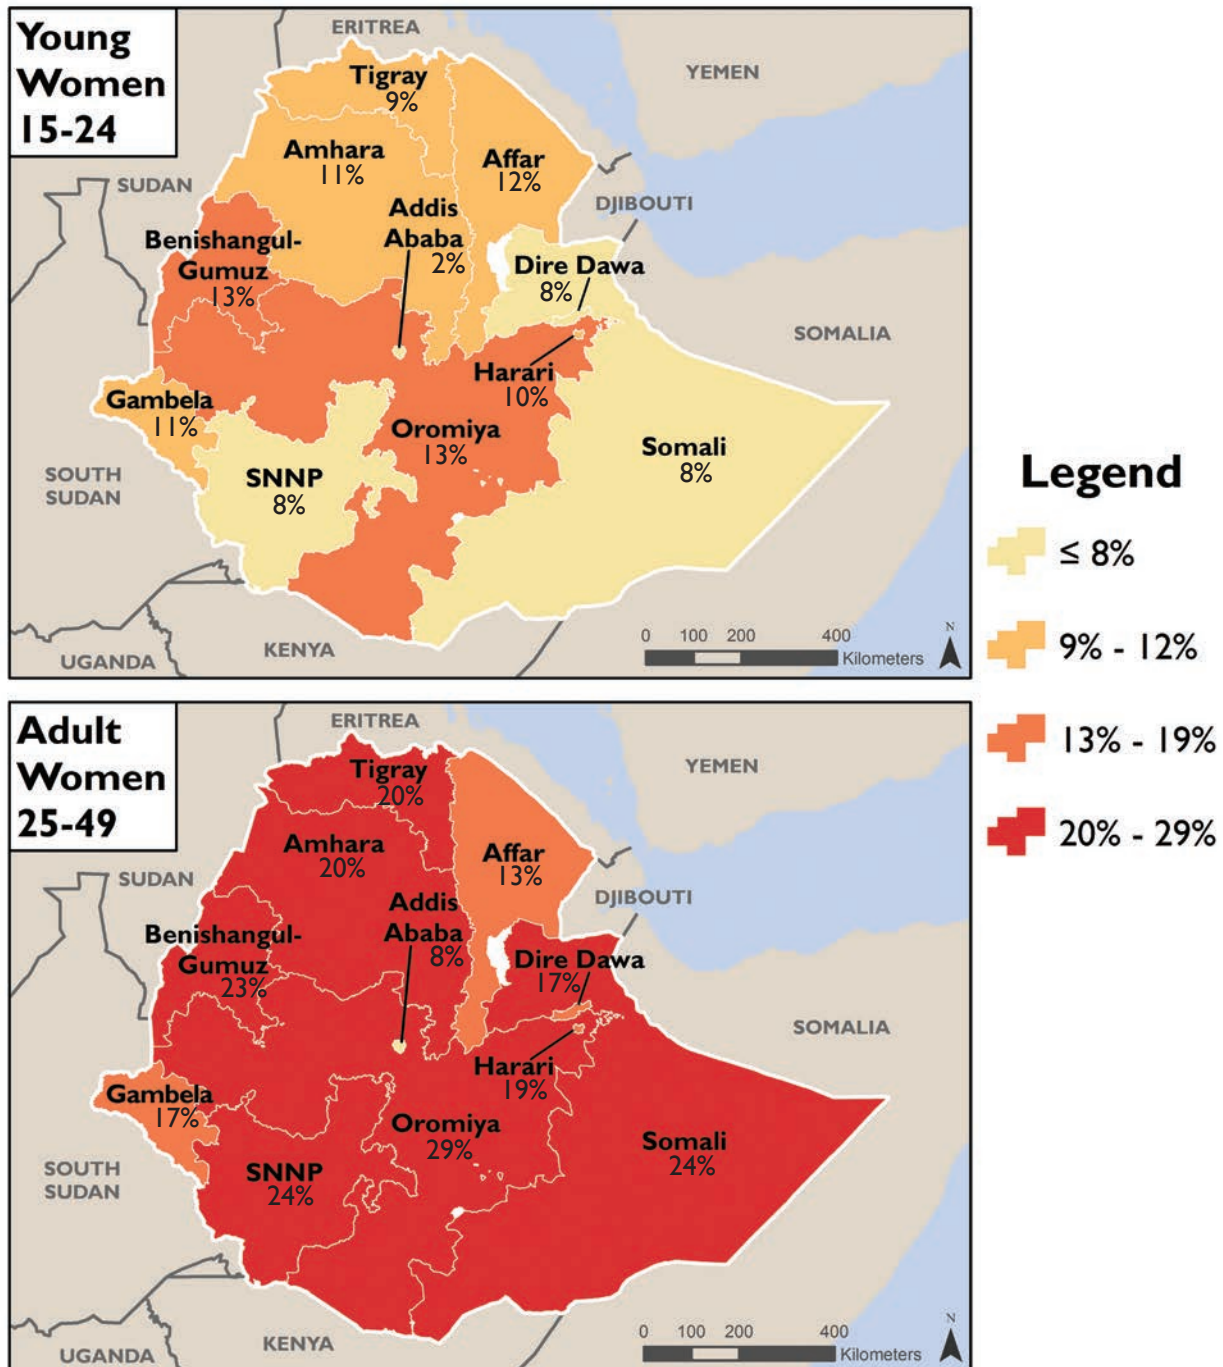 Young
Women
15-24
ERITREA
YEMEN
Tigray
9%
Amhara
11%
Affar
12%
SUDAN
DJIBOUTI
Addis
Ababa
2%
Benishangul-
Gumuz
13%
Dire Dawa
8%
SOMALIA
Harari
10%
Gambela
11%
Oromiya
13%
Somali
8%
SOUTH
SUDAN
SNNP
8%
KENYA
UGANDA
0 100 200 400
Kilometers
N
Legend
≤ 8%
9% - 12%
13% - 19%
20% - 29%
Adult
Women
25-49
ERITREA
YEMEN
Tigray
20%
Amhara
20%
Affar
13%
SUDAN
DJIBOUTI
Addis
Ababa
8%
Benishangul-
Gumuz
23%
Dire Dawa
17%
SOMALIA
Harari
19%
Gambela
17%
Oromiya
29%
Somali
24%
SOUTH
SUDAN
SNNP
24%
KENYA
UGANDA
0 100 200 400
Kilometers
N